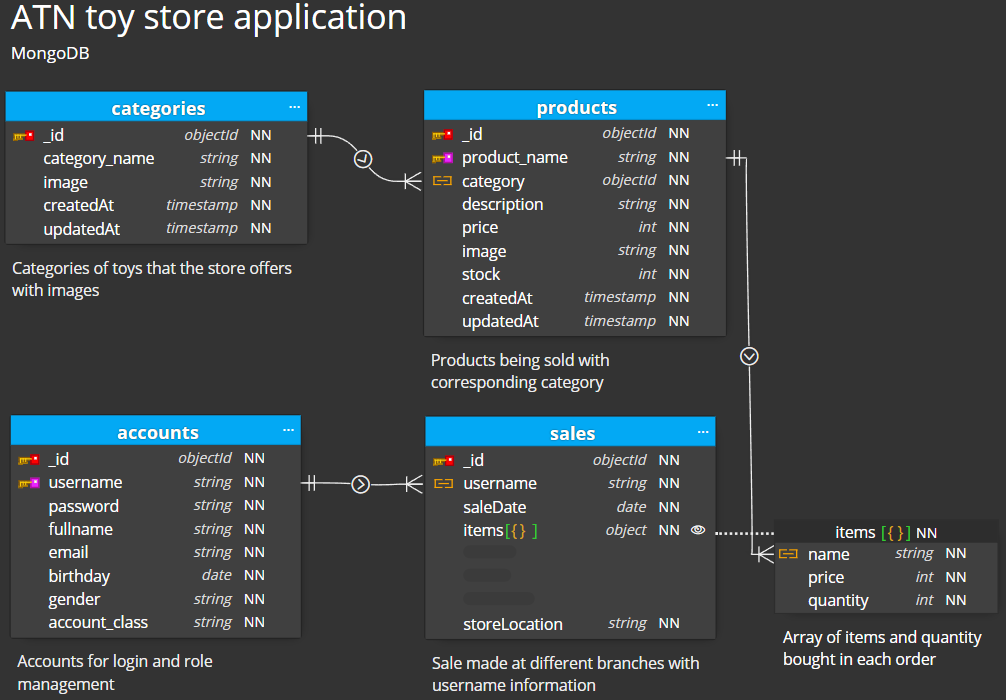 ATN toy store application
MongoDB
categories ...
_id objectId NN
category_name string NN
image string NN
createdAt timestamp NN
updatedAt timestamp NN
Categories of toys that the store offers
with images
products ...
_id objectId NN
product_name string NN
category objectId NN
description string NN
price int NN
image string NN
stock int NN
createdAt timestamp NN
updatedAt timestamp NN
Products being sold with
corresponding category
accounts ...
_id objectId NN
username string NN
password string NN
fullname string NN
email string NN
birthday date NN
gender string NN
account_class string NN
Accounts for login and role
management
sales ...
_id objectId NN
username string NN
saleDate date NN
items[{} ] object NN
storeLocation string NN
Sale made at different branches with
username information
items [{}] NN
name string NN
price int NN
quantity int NN
Array of items and quantity
bought in each order